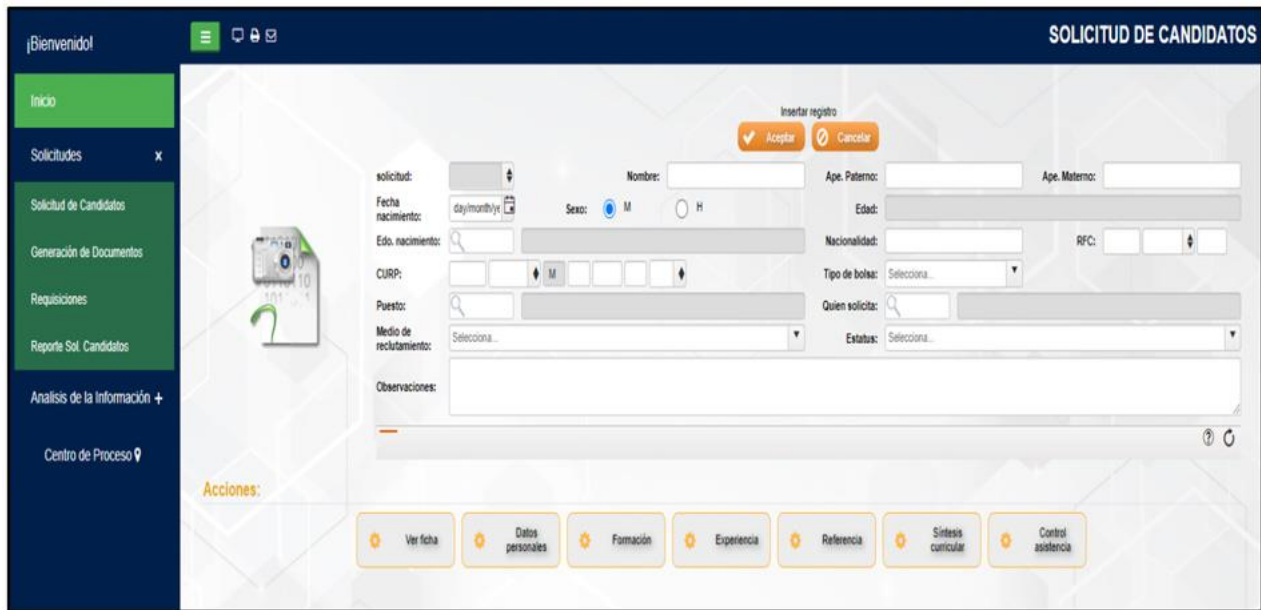 ¡Bienvenido!
SOLICITUD DE CANDIDATOS
Inicio
Solicitudes x
Solicitud de Candidatos
Generación de Documentos
Requisiciones
Reporte Sol. Candidatos
Analisis de la Información +
Centro de Proceso
Insertar registro
Aceptar Cancelar
solicitud: Nombre: Ape. Paterno: Ape. Materno:
Fecha nacimiento: day/month/ye Sexo: M H Edad:
Edo. nacimiento: Nacionalidad: RFC:
CURP: M Tipo de bolsa: Selecciona...
Puesto: Quien solicita:
Medio de reclutamiento: Selecciona... Estatus: Selecciona...
Observaciones:
Acciones:
Ver ficha Datos personales Formación Experiencia Referencia Síntesis curricular Control asistencia